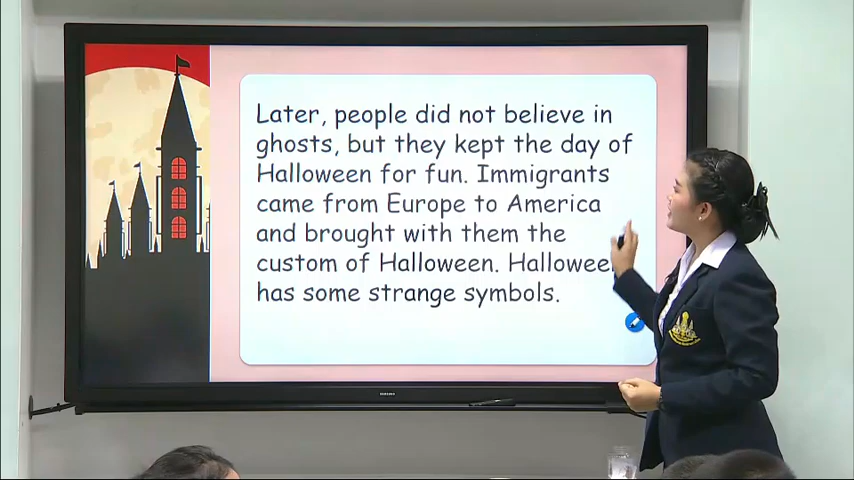 Later, people did not believe in
ghosts, but they kept the day of
Halloween for fun. Immigrants
came from Europe to America
and brought with them the
custom of Halloween. Hallowee
has some strange symbols.
SAMSUNG